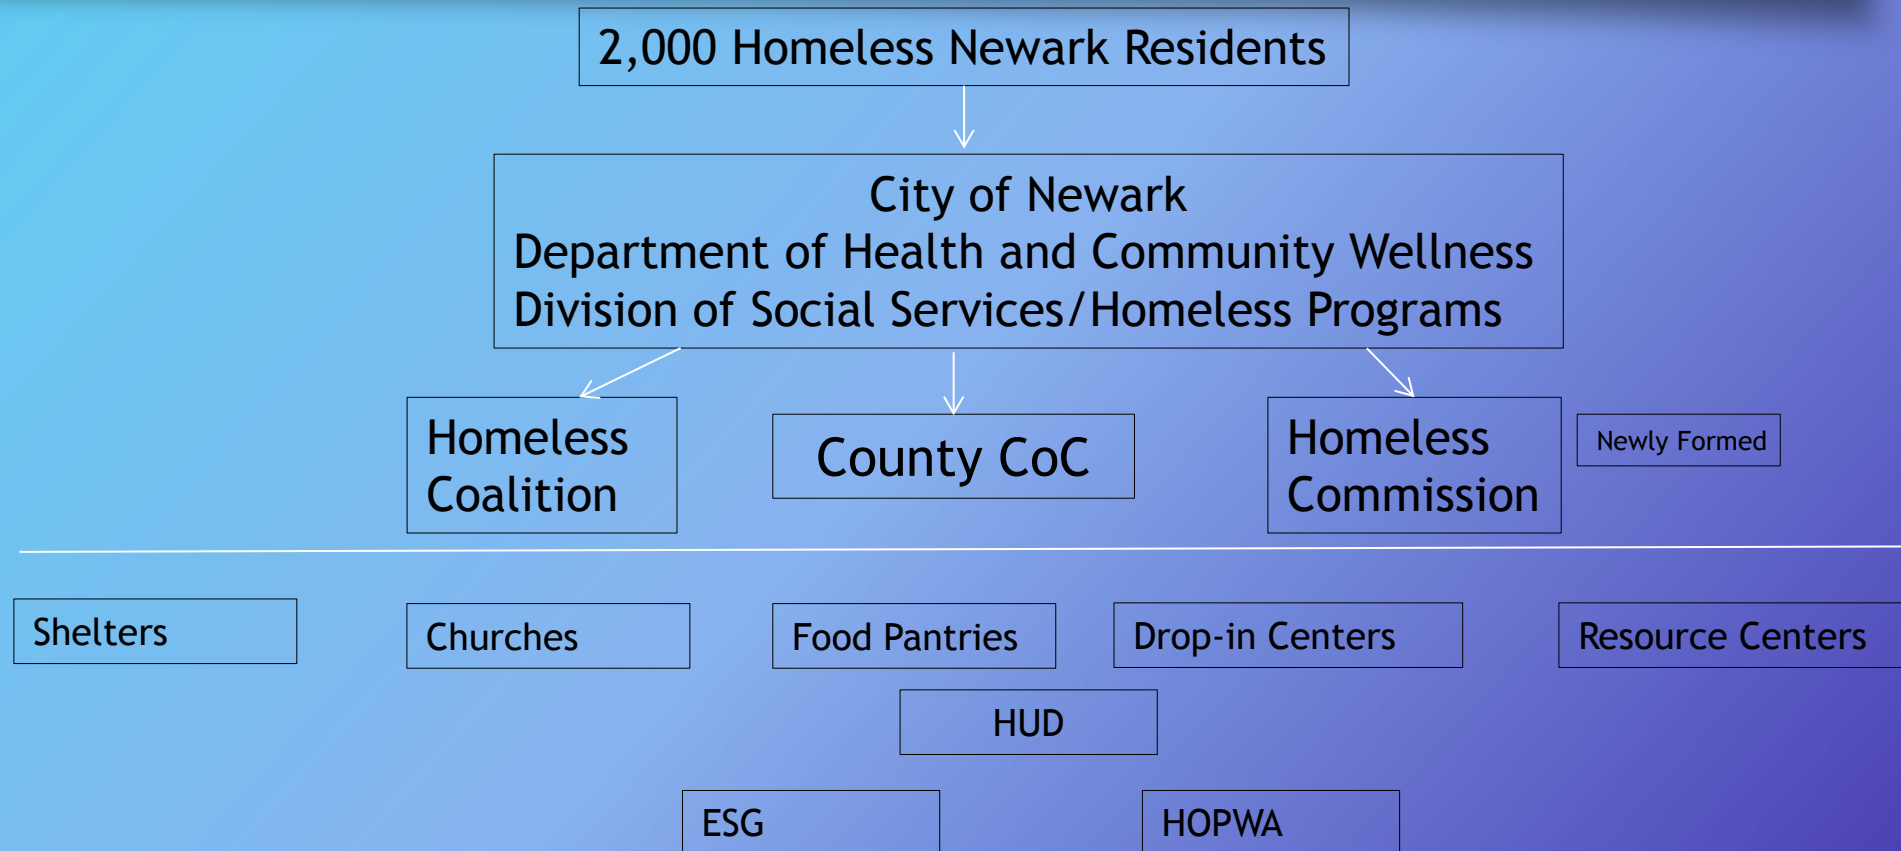 2,000 Homeless Newark Residents
City of Newark
Department of Health and Community Wellness
Division of Social Services/Homeless Programs
Homeless
Coalition
County CoC
Homeless
Commission
Newly Formed
Shelters
Churches
Food Pantries
Drop-in Centers
Resource Centers
HUD
ESG
HOPWA